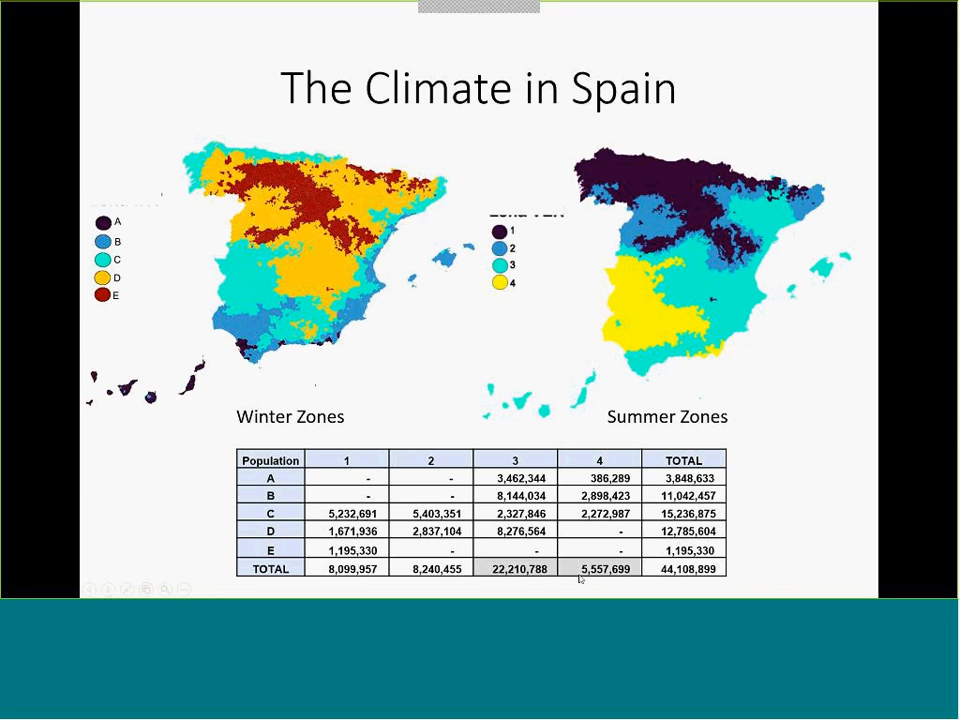 The Climate in Spain
A
B
C
D
E
1
2
3
4
Winter Zones
Summer Zones
Population 1 2 3 4 TOTAL
A - - 3,462,344 386,289 3,848,633
B - - 8,144,034 2,898,423 11,042,457
C 5,232,691 5,403,351 2,327,846 2,272,987 15,236,875
D 1,671,936 2,837,104 8,276,564 - 12,785,604
E 1,195,330 - - - 1,195,330
TOTAL 8,099,957 8,240,455 22,210,788 5,557,699 44,108,899